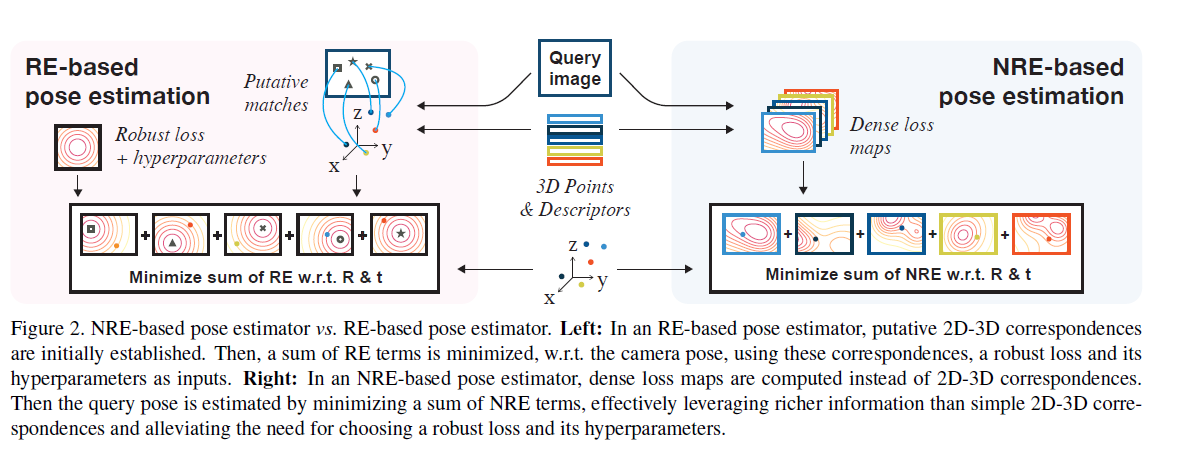 RE-based
pose estimation
Putative
matches
Robust loss
+ hyperparameters
z
y
x
+ + + +
Minimize sum of RE w.r.t. R & t
Query
image
3D Points
& Descriptors
z
y
x
NRE-based
pose estimation
Dense loss
maps
+ + + +
Minimize sum of NRE w.r.t. R & t
Figure 2. NRE-based pose estimator vs. RE-based pose estimator. Left: In an RE-based pose estimator, putative 2D-3D correspondences
are initially established. Then, a sum of RE terms is minimized, w.r.t. the camera pose, using these correspondences, a robust loss and its
hyperparameters as inputs. Right: In an NRE-based pose estimator, dense loss maps are computed instead of 2D-3D correspondences.
Then the query pose is estimated by minimizing a sum of NRE terms, effectively leveraging richer information than simple 2D-3D corre-
spondences and alleviating the need for choosing a robust loss and its hyperparameters.